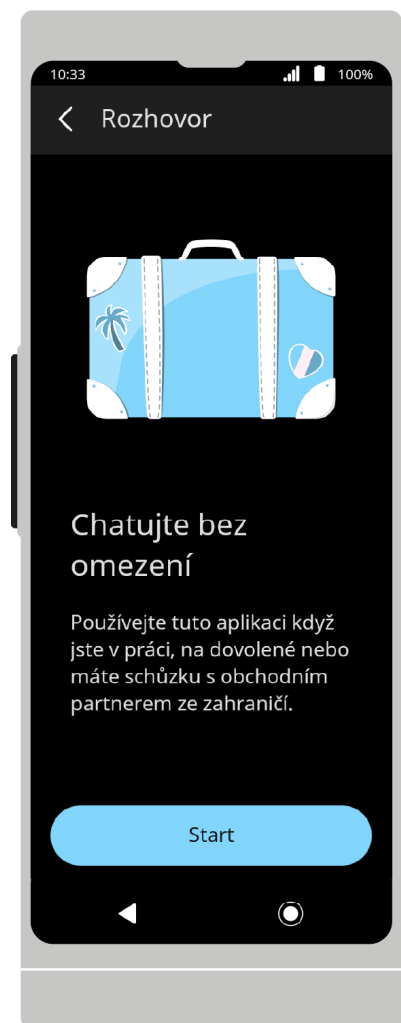 10:33 100%
Rozhovor
Chatujte bez
omezení
Používejte tuto aplikaci když
jste v práci, na dovolené nebo
máte schůzku s obchodním
partnerem ze zahraničí.
Start